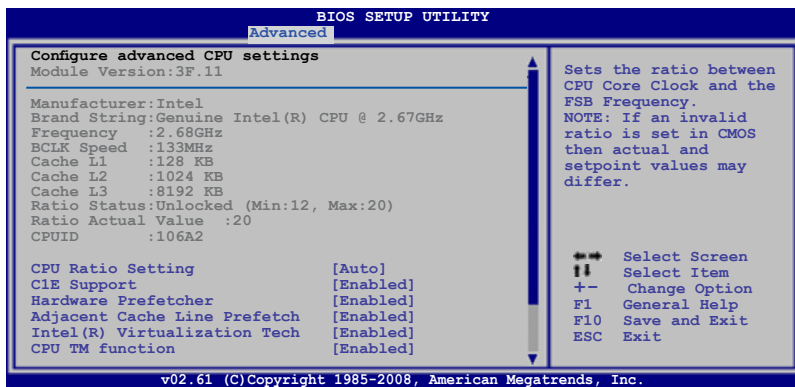 BIOS SETUP UTILITY
Advanced
Configure advanced CPU settings
Module Version:3F.11
Manufacturer:Intel
Brand String:Genuine Intel(R) CPU @ 2.67GHz
Frequency :2.68GHz
BCLK Speed :133MHz
Cache L1 :128 KB
Cache L2 :1024 KB
Cache L3 :8192 KB
Ratio Status:Unlocked (Min:12, Max:20)
Ratio Actual Value :20
CPUID :106A2
CPU Ratio Setting [Auto]
C1E Support [Enabled]
Hardware Prefetcher [Enabled]
Adjacent Cache Line Prefetch [Enabled]
Intel(R) Virtualization Tech [Enabled]
CPU TM function [Enabled]
Sets the ratio between
CPU Core Clock and the
FSB Frequency.
NOTE: If an invalid
ratio is set in CMOS
then actual and
setpoint values may
differ.
←→ Select Screen
↑↓ Select Item
+- Change Option
F1 General Help
F10 Save and Exit
ESC Exit
v02.61 (C)Copyright 1985-2008, American Megatrends, Inc.